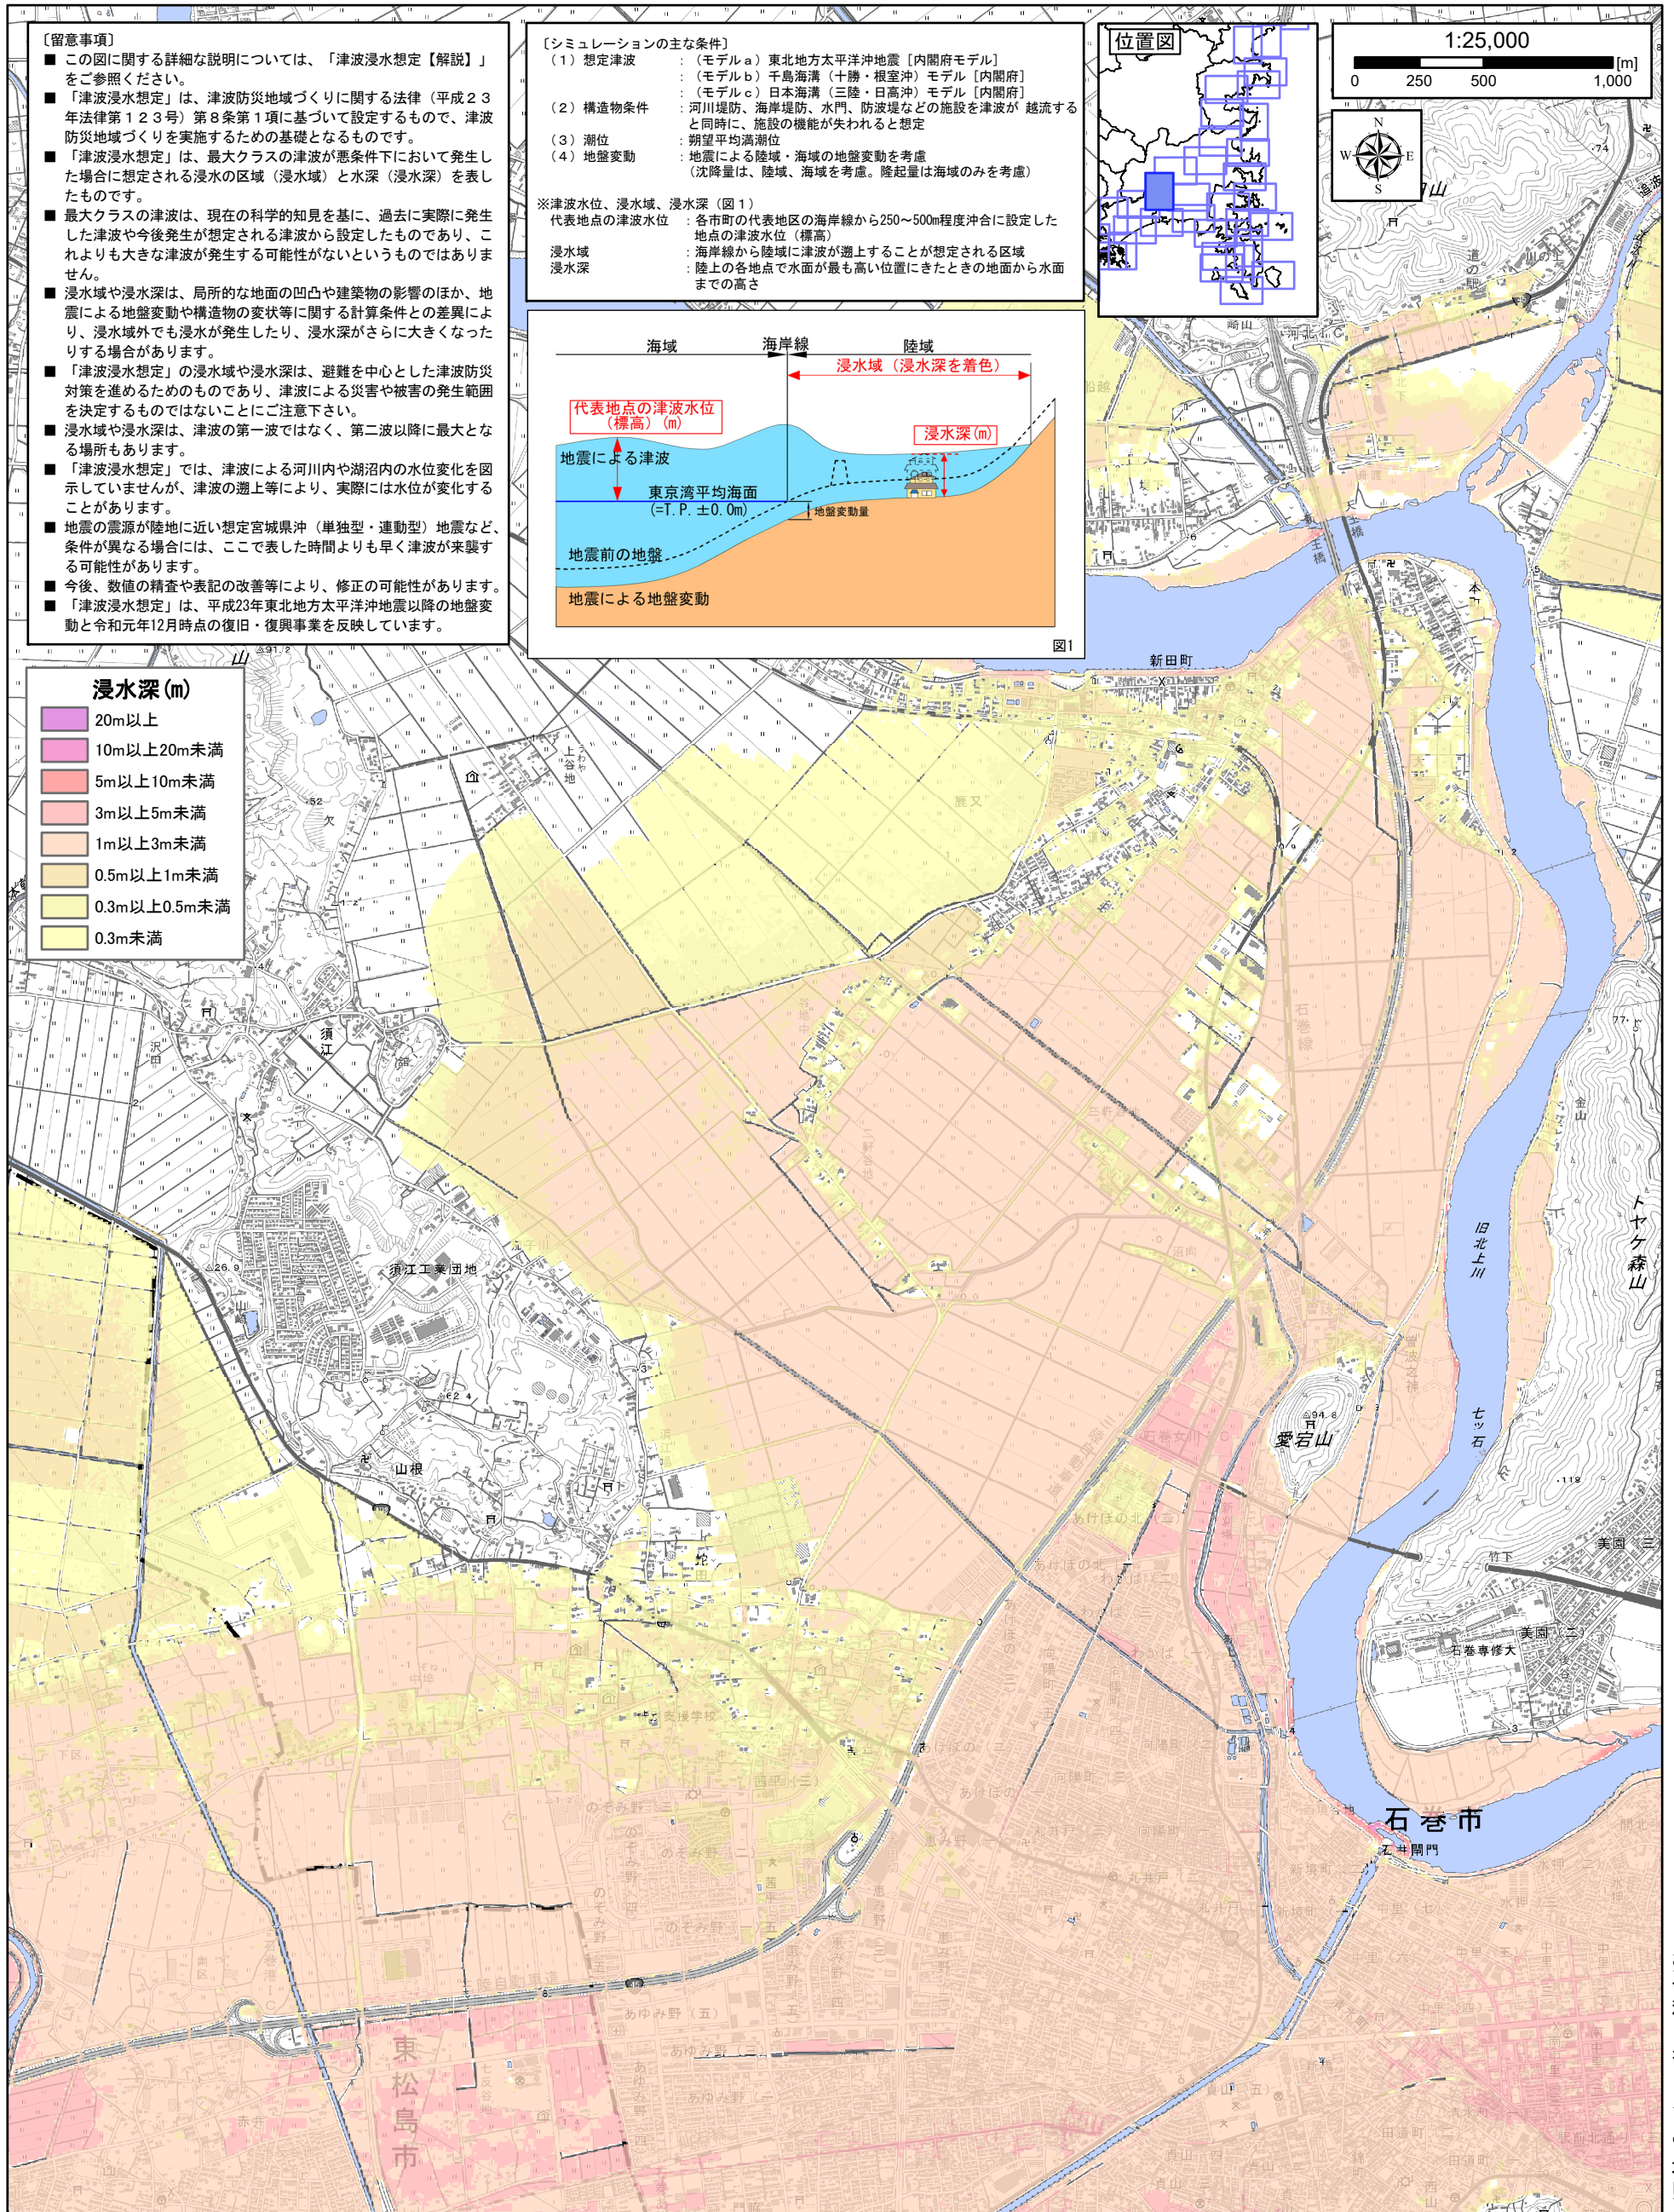 〔留意事項〕
■ この図に関する詳細な説明については、「津波浸水想定【解説】」
をご参照ください。
■ 「津波浸水想定」は、津波防災地域づくりに関する法律（平成２３
年法律第１２３号）第８条第１項に基づいて設定するもので、津波
防災地域づくりを実施するための基礎となるものです。
■ 「津波浸水想定」は、最大クラスの津波が悪条件下において発生し
た場合に想定される浸水の区域（浸水域）と水深（浸水深）を表し
たものです。
■ 最大クラスの津波は、現在の科学的知見を基に、過去に実際に発生
した津波や今後発生が想定される津波から設定したものであり、こ
れよりも大きな津波が発生する可能性がないというものではありま
せん。
■ 浸水域や浸水深は、局所的な地面の凹凸や建築物の影響のほか、地
震による地盤変動や構造物の変状等に関する計算条件との差異によ
り、浸水域外でも浸水が発生したり、浸水深がさらに大きくなった
りする場合があります。
■ 「津波浸水想定」の浸水域や浸水深は、避難を中心とした津波防災
対策を進めるためのものであり、津波による災害や被害の発生範囲
を決定するものではないことにご注意下さい。
■ 浸水域や浸水深は、津波の第一波ではなく、第二波以降に最大とな
る場所もあります。
■ 「津波浸水想定」では、津波による河川内や湖沼内の水位変化を図
示していませんが、津波の遡上等により、実際には水位が変化する
ことがあります。
■ 地震の震源が陸地に近い想定宮城県沖（単独型・連動型）地震など、
条件が異なる場合には、ここで表した時間よりも早く津波が来襲す
る可能性があります。
■ 今後、数値の精査や表記の改善等により、修正の可能性があります。
■ 「津波浸水想定」は、平成23年東北地方太平洋沖地震以降の地盤変
動と令和元年12月時点の復旧・復興事業を反映しています。
〔シミュレーションの主な条件〕
（１）想定津波 ：（モデルａ）東北地方太平洋沖地震［内閣府モデル］
：（モデルｂ）千島海溝（十勝・根室沖）モデル［内閣府］
：（モデルｃ）日本海溝（三陸・日高沖）モデル［内閣府］
（２）構造物条件 ：河川堤防、海岸堤防、水門、防波堤などの施設を津波が 越流する
と同時に、施設の機能が失われると想定
（３）潮位 ：朔望平均満潮位
（４）地盤変動 ：地震による陸域・海域の地盤変動を考慮
（沈降量は、陸域、海域を考慮。隆起量は海域のみを考慮）
※津波水位、浸水域、浸水深（図１）
代表地点の津波水位 ：各市町の代表地区の海岸線から250～500m程度沖合に設定した
地点の津波水位（標高）
浸水域 ：海岸線から陸域に津波が遡上することが想定される区域
浸水深 ：陸上の各地点で水面が最も高い位置にきたときの地面から水面
までの高さ
海域 海岸線 陸域
浸水域（浸水深を着色）
代表地点の津波水位
（標高）(m)
浸水深(m)
地震による津波
東京湾平均海面
(=T.P.±0.0m)
地盤変動量
地震前の地盤
地震による地盤変動
図1
位置図
1:25,000
[m]
0 250 500 1,000
N
W E
S
浸水深(m)
20m以上
10m以上20m未満
5m以上10m未満
3m以上5m未満
1m以上3m未満
0.5m以上1m未満
0.3m以上0.5m未満
0.3m未満
道の駅
新田町
上谷地
鹿又
須江
沢田
石巻線
三軒谷地
二軒谷地
金山
トヤケ森山
旧北上川
須江工業団地
山根
沼向
愛宕山
七ッ石
あけぼの北
蛇田
竹下
美園（三）
美園（二）
石巻専修大
支援学校
茜平（三）
のぞみ野（三）
石巻市
石井閘門
あゆみ野（五）
東松島市
赤井